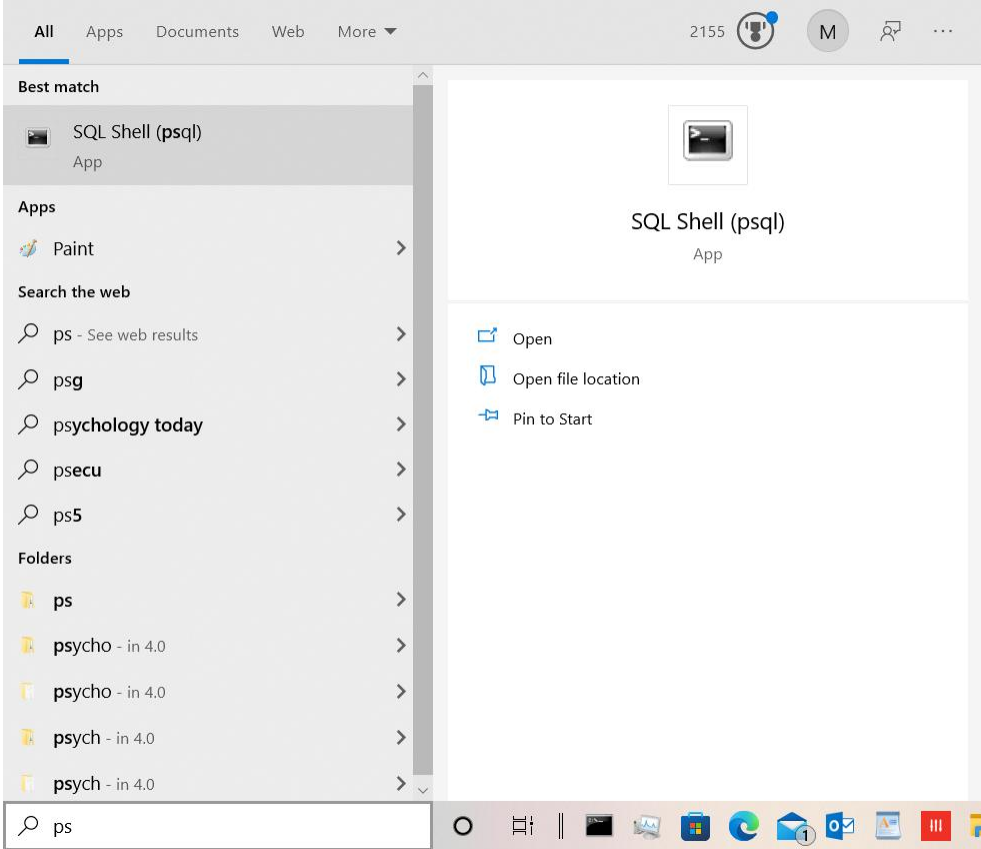 All Apps Documents Web More 2155 M ...
Best match
SQL Shell (psql)
App
Apps
Paint
Search the web
ps - See web results
psg
psychology today
psecu
ps5
Folders
ps
psycho - in 4.0
psycho - in 4.0
psych - in 4.0
psych - in 4.0
ps
SQL Shell (psql)
App
Open
Open file location
Pin to Start
1